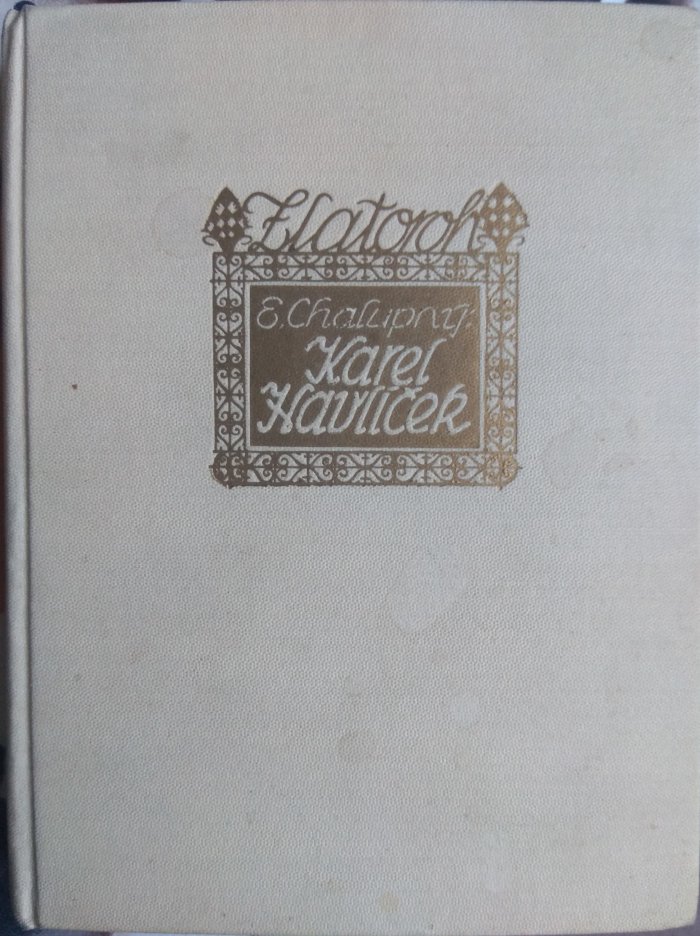 Zlatoroh
E. Chalupný:
Karel
Havlíček